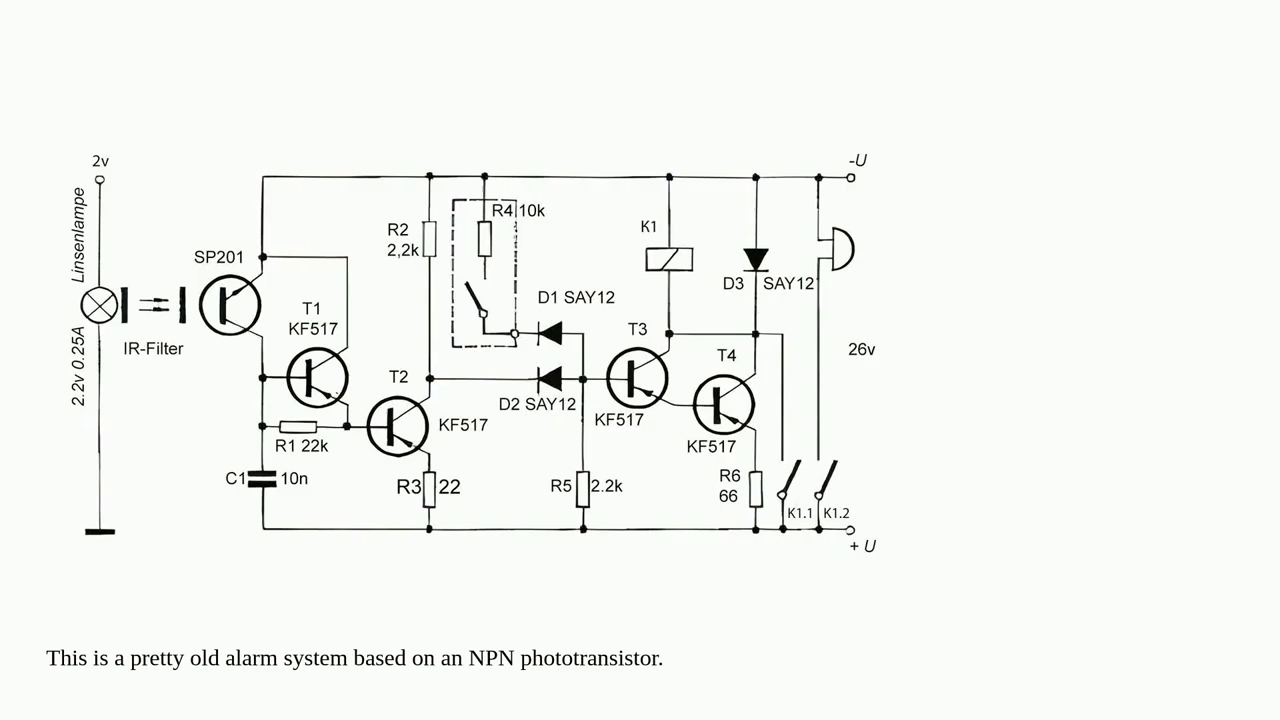 2v
-U
Linsenlampe
R4 10k
R2
2,2k
K1
SP201
D3 SAY12
D1 SAY12
T1
KF517
T3
IR-Filter
26v
T4
2.2v 0.25A
T2
D2 SAY12
KF517
KF517
KF517
R1 22k
C1 10n
R3 22
R5 2.2k
R6
66
K1.1 K1.2
+ U
This is a pretty old alarm system based on an NPN phototransistor.